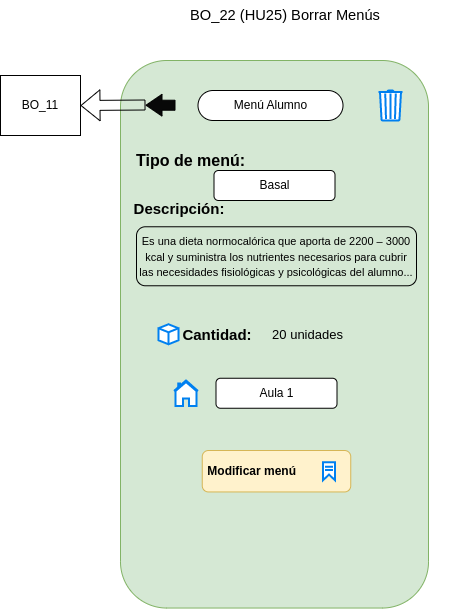 BO_22 (HU25) Borrar Menús
BO_11
Menú Alumno
Tipo de menú:
Basal
Descripción:
Es una dieta normocalórica que aporta de 2200 – 3000
kcal y suministra los nutrientes necesarios para cubrir
las necesidades fisiológicas y psicológicas del alumno...
Cantidad: 20 unidades
Aula 1
Modificar menú